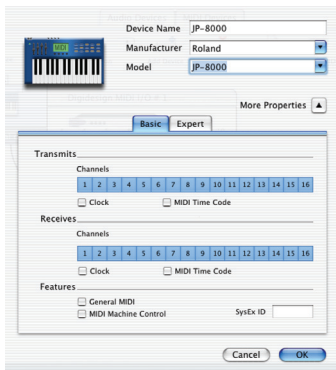 Device Name JP-8000
Manufacturer Roland
MIDI
Model JP-8000
More Properties
Basic Expert
Transmits
Channels
1 2 3 4 5 6 7 8 9 10 11 12 13 14 15 16
Clock MIDI Time Code
Receives
Channels
1 2 3 4 5 6 7 8 9 10 11 12 13 14 15 16
Clock MIDI Time Code
Features
General MIDI
MIDI Machine Control SysEx ID
Cancel OK